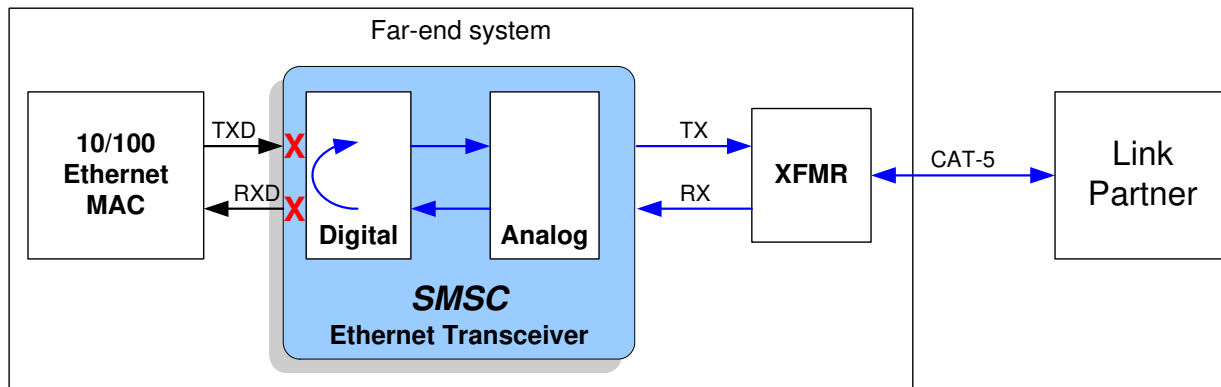 Far-end system
10/100
Ethernet
MAC
TXD
RXD
X
X
Digital
Analog
SMSC
Ethernet Transceiver
TX
RX
XFMR
CAT-5
Link
Partner